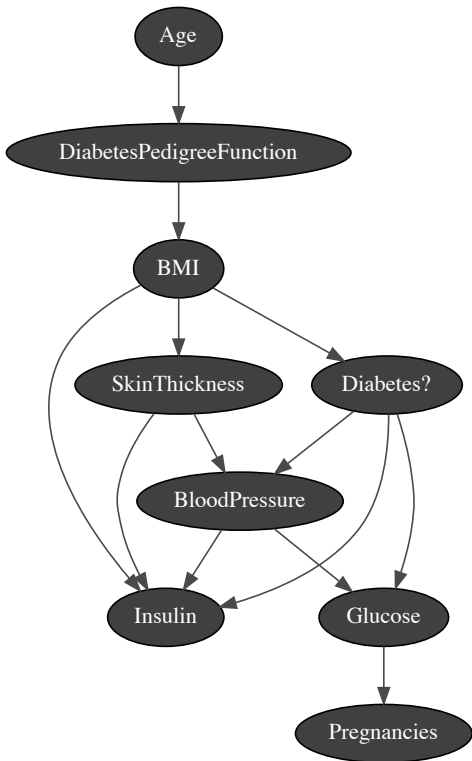 Age
DiabetesPedigreeFunction
BMI
SkinThickness
Diabetes?
BloodPressure
Insulin
Glucose
Pregnancies